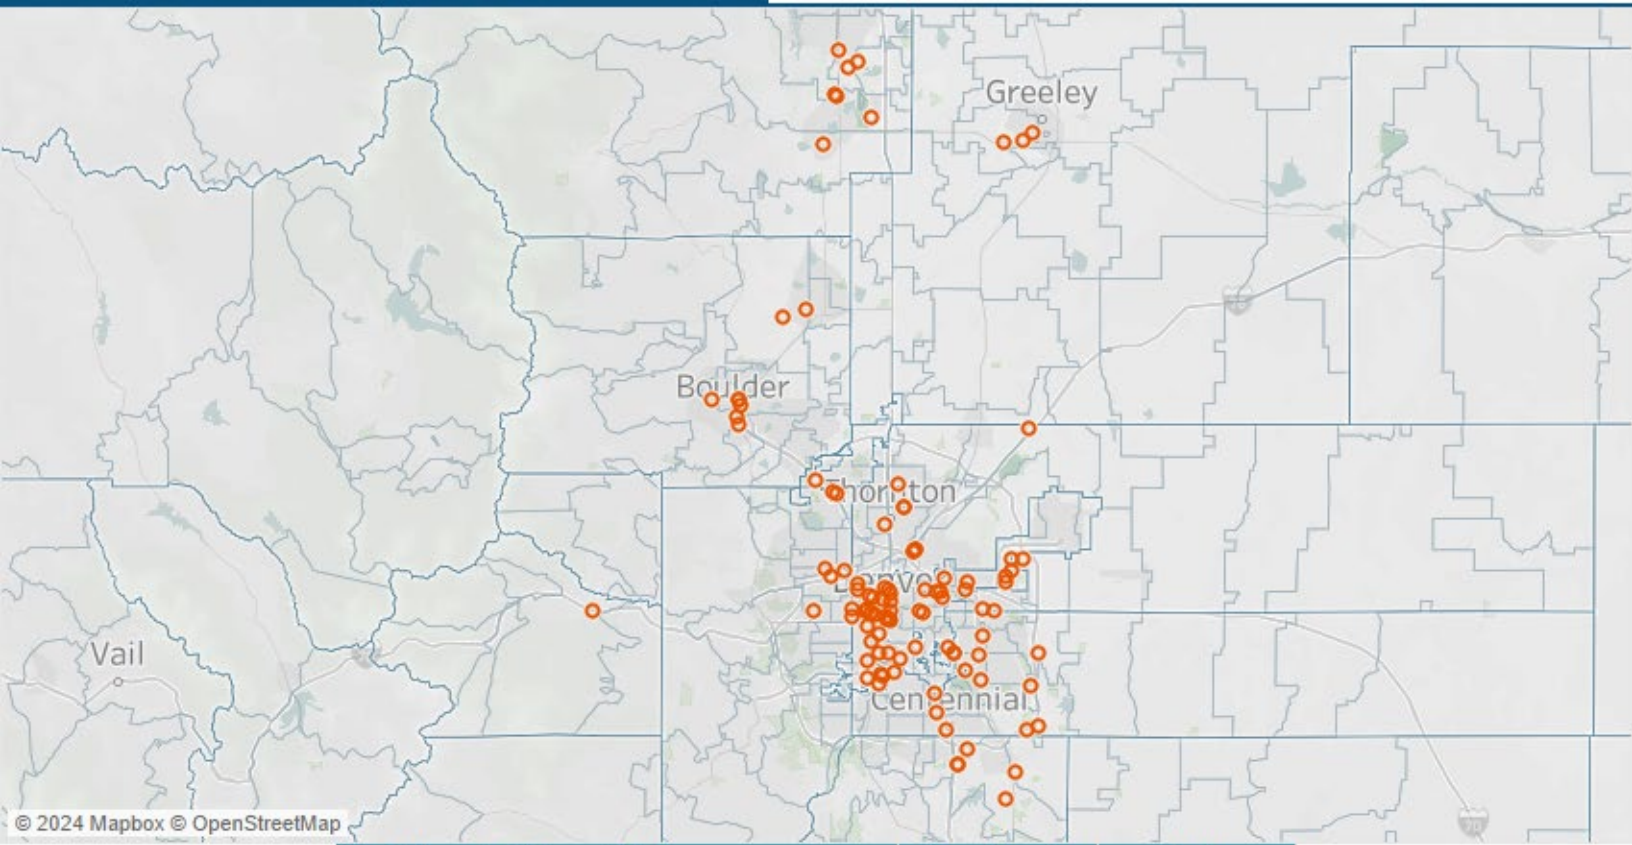 Greeley
Boulder
Thornton
Denver
Vail
Centennial
© 2024 Mapbox © OpenStreetMap